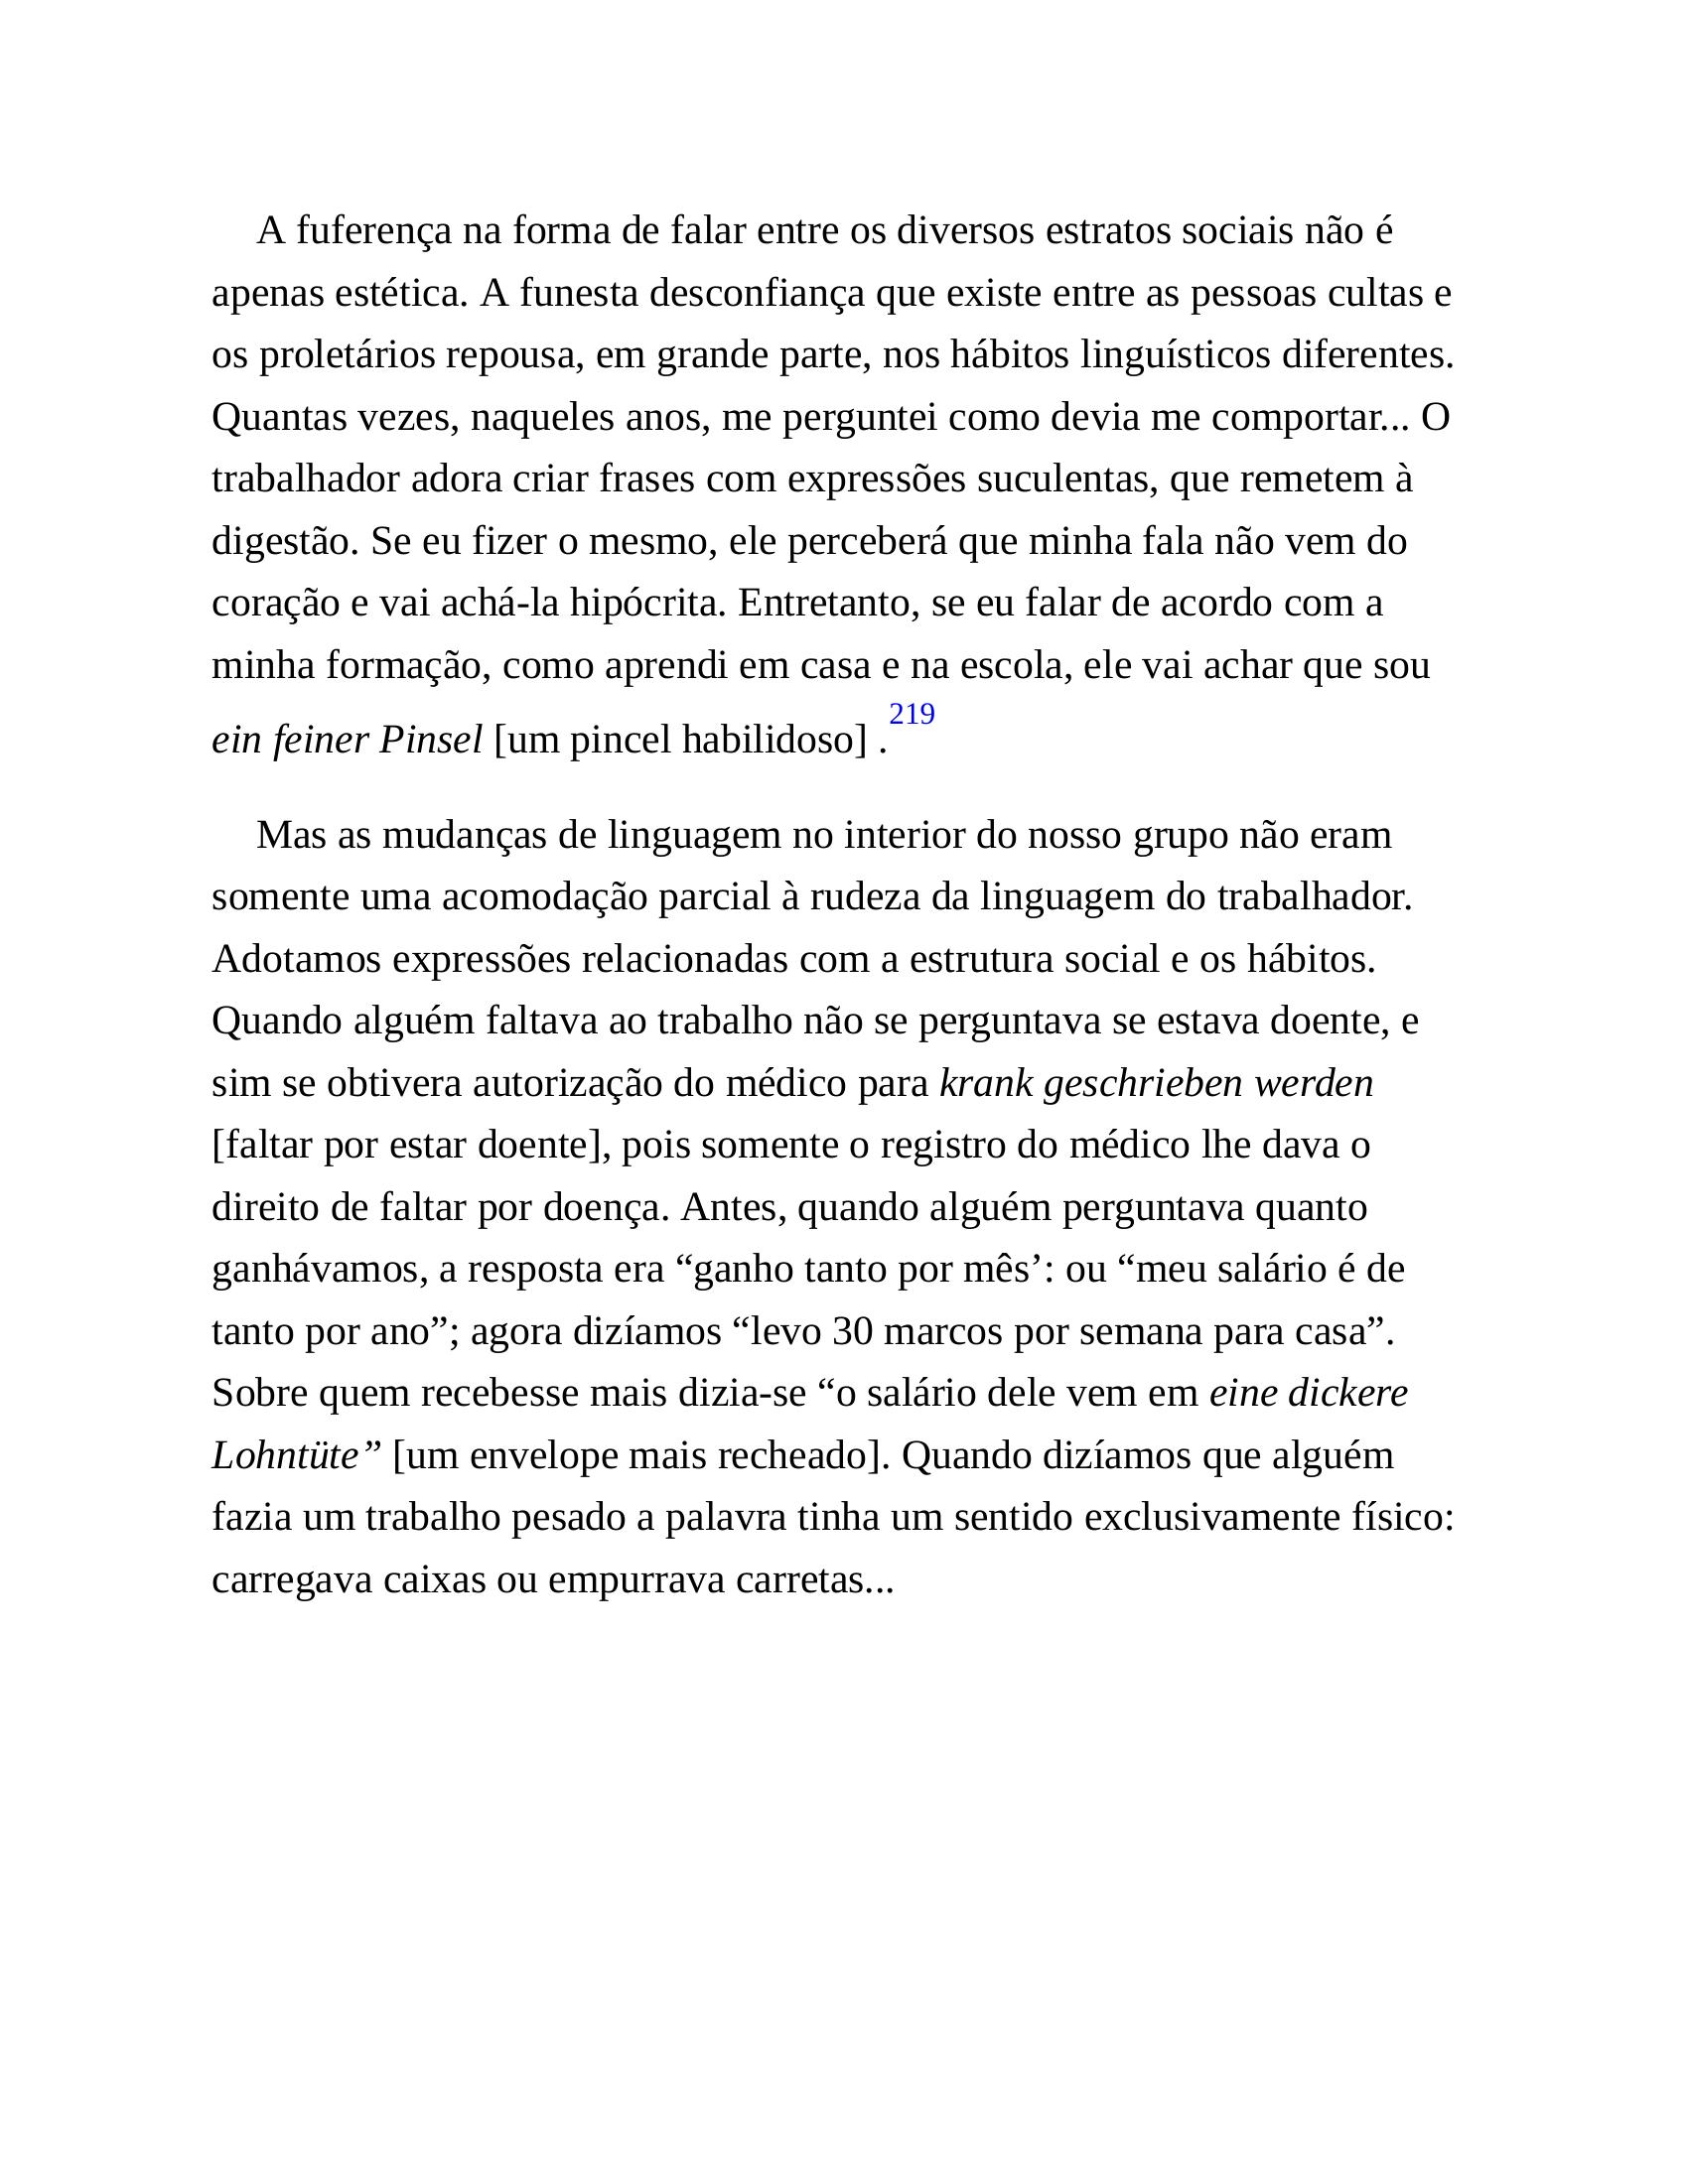 A fuferença na forma de falar entre os diversos estratos sociais não é
apenas estética. A funesta desconfiança que existe entre as pessoas cultas e
os proletários repousa, em grande parte, nos hábitos linguísticos diferentes.
Quantas vezes, naqueles anos, me perguntei como devia me comportar... O
trabalhador adora criar frases com expressões suculentas, que remetem à
digestão. Se eu fizer o mesmo, ele perceberá que minha fala não vem do
coração e vai achá-la hipócrita. Entretanto, se eu falar de acordo com a
minha formação, como aprendi em casa e na escola, ele vai achar que sou
ein feiner Pinsel [um pincel habilidoso] .219
Mas as mudanças de linguagem no interior do nosso grupo não eram
somente uma acomodação parcial à rudeza da linguagem do trabalhador.
Adotamos expressões relacionadas com a estrutura social e os hábitos.
Quando alguém faltava ao trabalho não se perguntava se estava doente, e
sim se obtivera autorização do médico para krank geschrieben werden
[faltar por estar doente], pois somente o registro do médico lhe dava o
direito de faltar por doença. Antes, quando alguém perguntava quanto
ganhávamos, a resposta era “ganho tanto por mês’: ou “meu salário é de
tanto por ano”; agora dizíamos “levo 30 marcos por semana para casa”.
Sobre quem recebesse mais dizia-se “o salário dele vem em eine dickere
Lohntüte” [um envelope mais recheado]. Quando dizíamos que alguém
fazia um trabalho pesado a palavra tinha um sentido exclusivamente físico:
carregava caixas ou empurrava carretas...